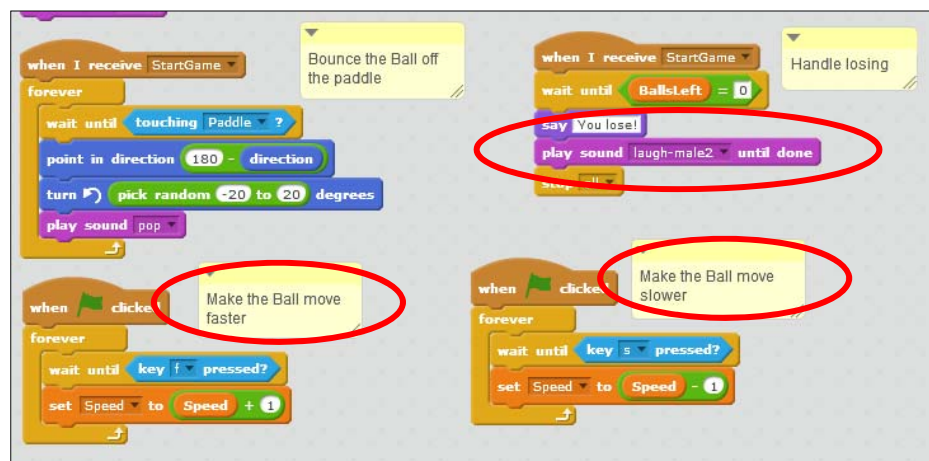 when I receive StartGame
forever
wait until touching Paddle ?
point in direction 180 - direction
turn pick random -20 to 20 degrees
play sound pop
Bounce the Ball off
the paddle
when I receive StartGame
wait until BallsLeft = 0
say You lose!
play sound laugh-male2 until done
stop
Handle losing
when clicked
forever
wait until key f pressed?
set Speed to Speed + 1
Make the Ball move
faster
when clicked
forever
wait until key s pressed?
set Speed to Speed - 1
Make the Ball move
slower